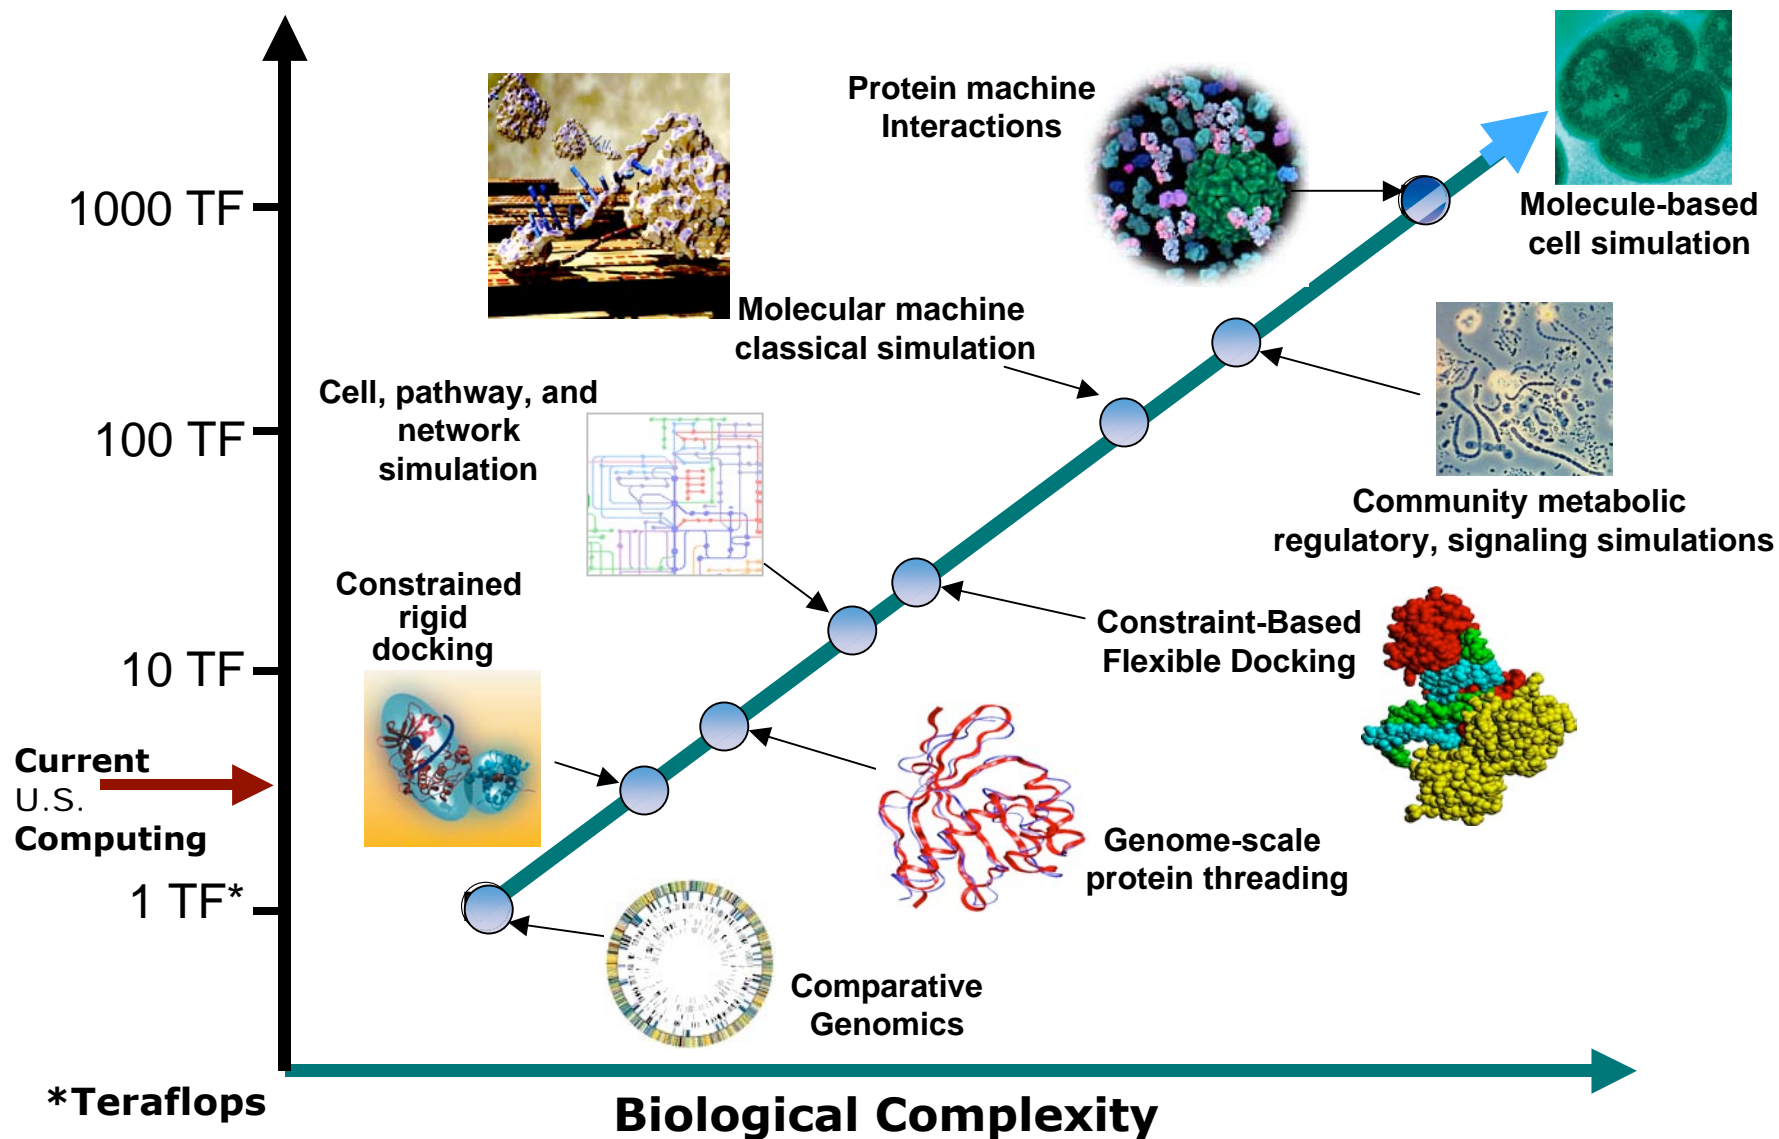 Protein machine
Interactions
1000 TF
Molecule-based
cell simulation
Molecular machine
classical simulation
Cell, pathway, and
network
simulation
100 TF
Community metabolic
regulatory, signaling simulations
Constrained
rigid
docking
Constraint-Based
Flexible Docking
10 TF
Current
U.S.
Computing
Genome-scale
protein threading
1 TF*
Comparative
Genomics
*Teraflops
Biological Complexity